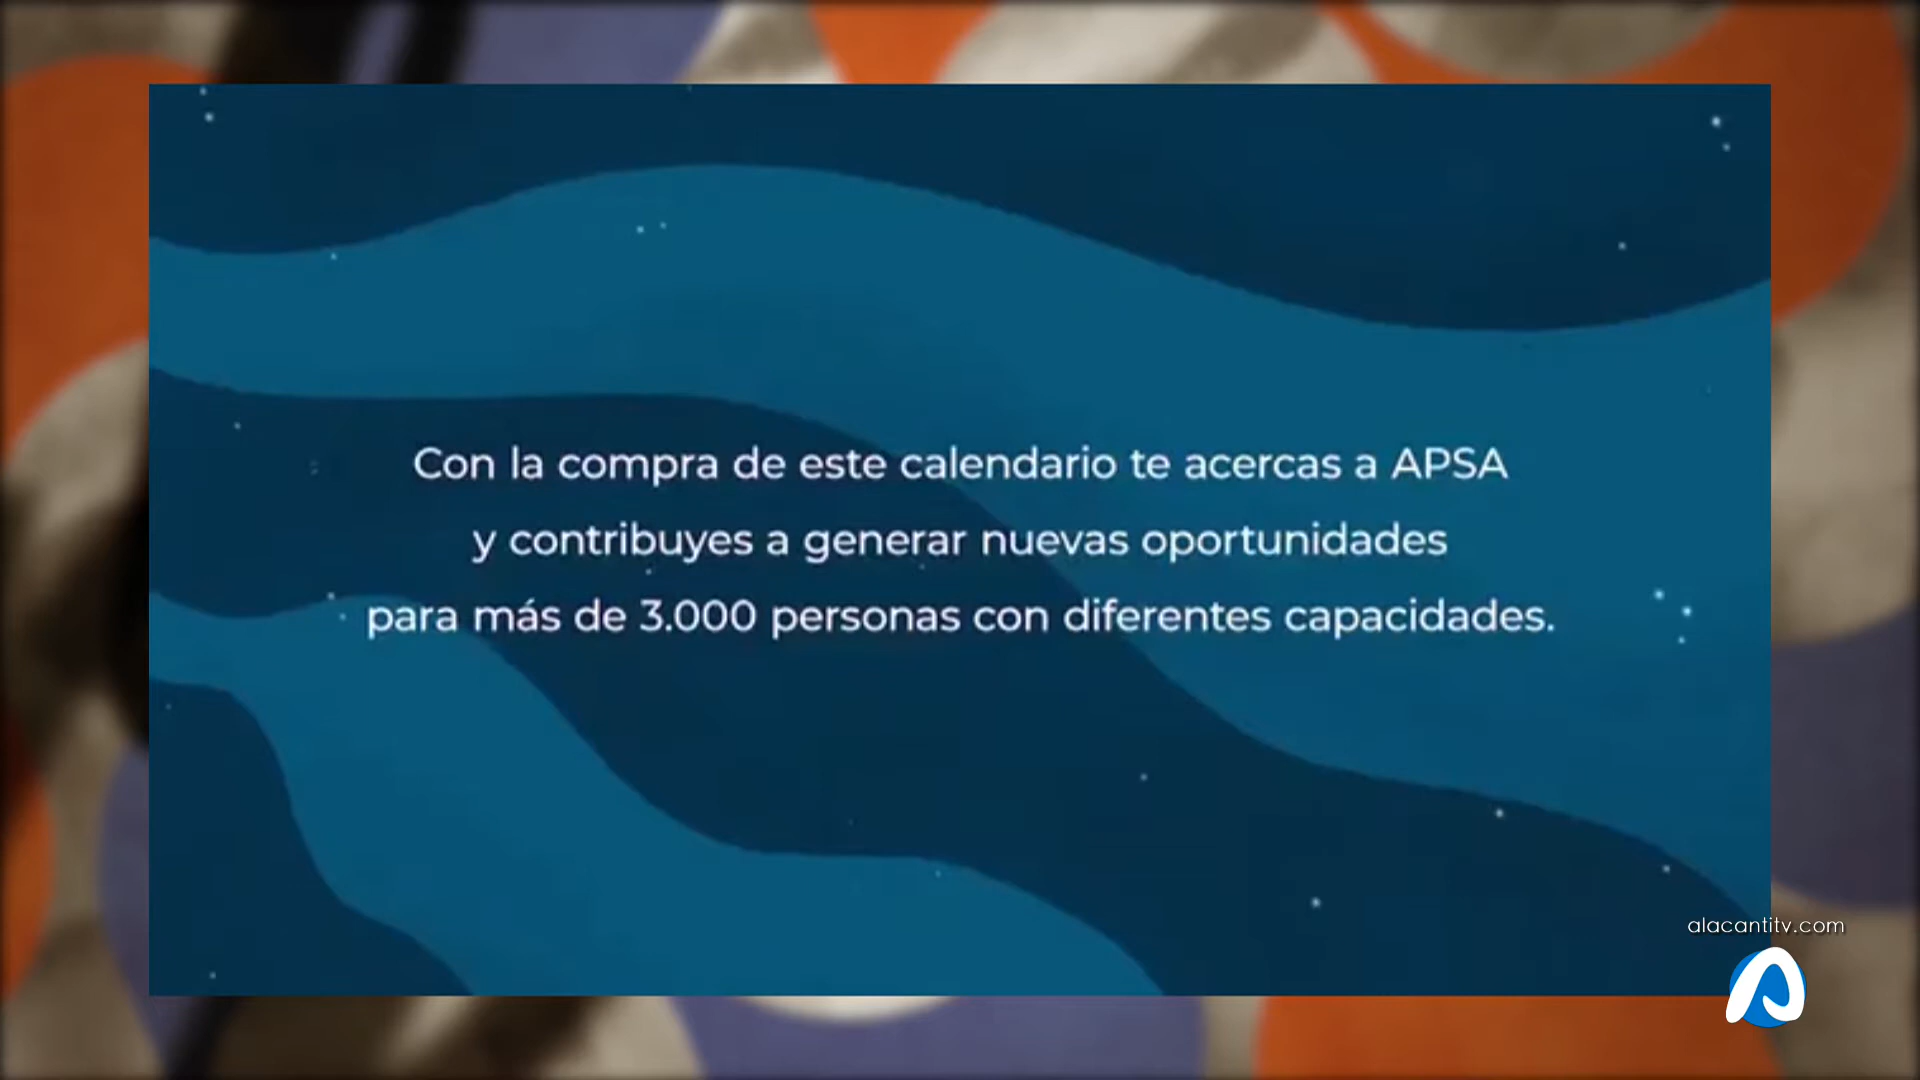 Con la compra de este calendario te acercas a APSA
y contribuyes a generar nuevas oportunidades
para más de 3.000 personas con diferentes capacidades.
alacantitv.com